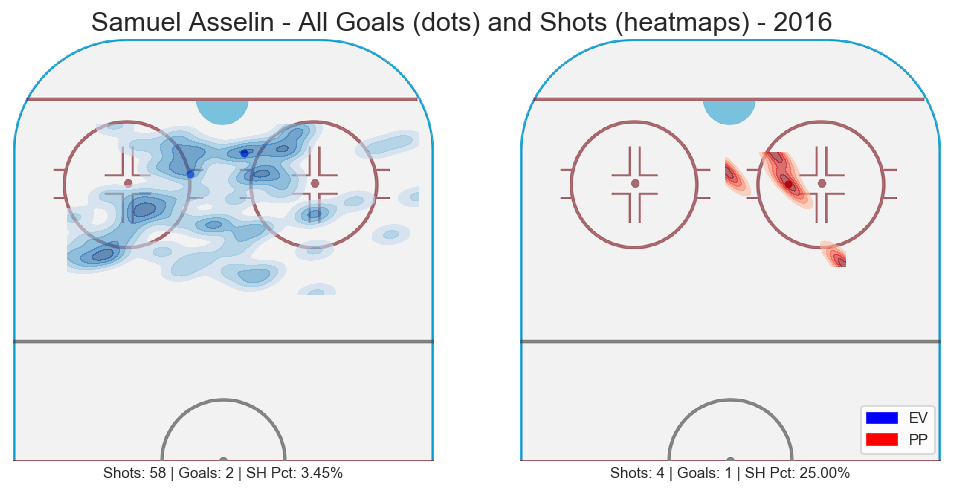 Samuel Asselin - All Goals (dots) and Shots (heatmaps) - 2016
EV
PP
Shots: 58 | Goals: 2 | SH Pct: 3.45%
Shots: 4 | Goals: 1 | SH Pct: 25.00%